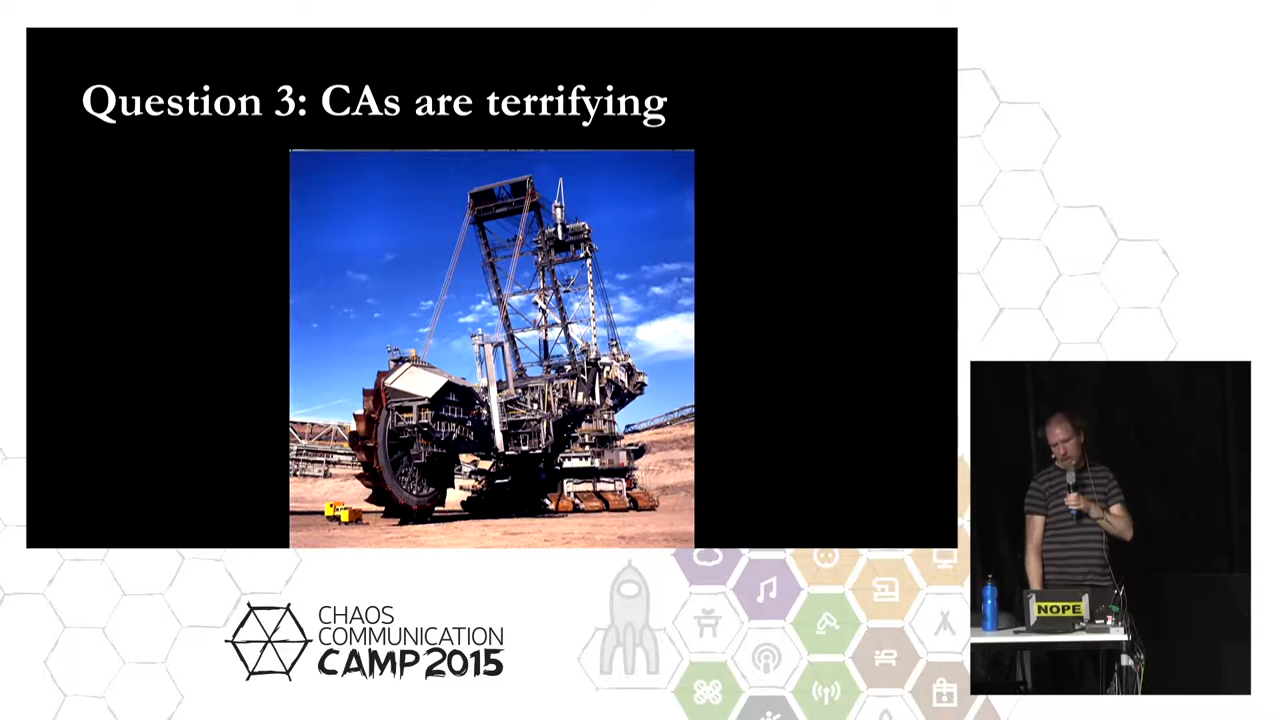 Question 3: CAs are terrifying
NOPE
CHAOS
COMMUNICATION
CAMP 2015